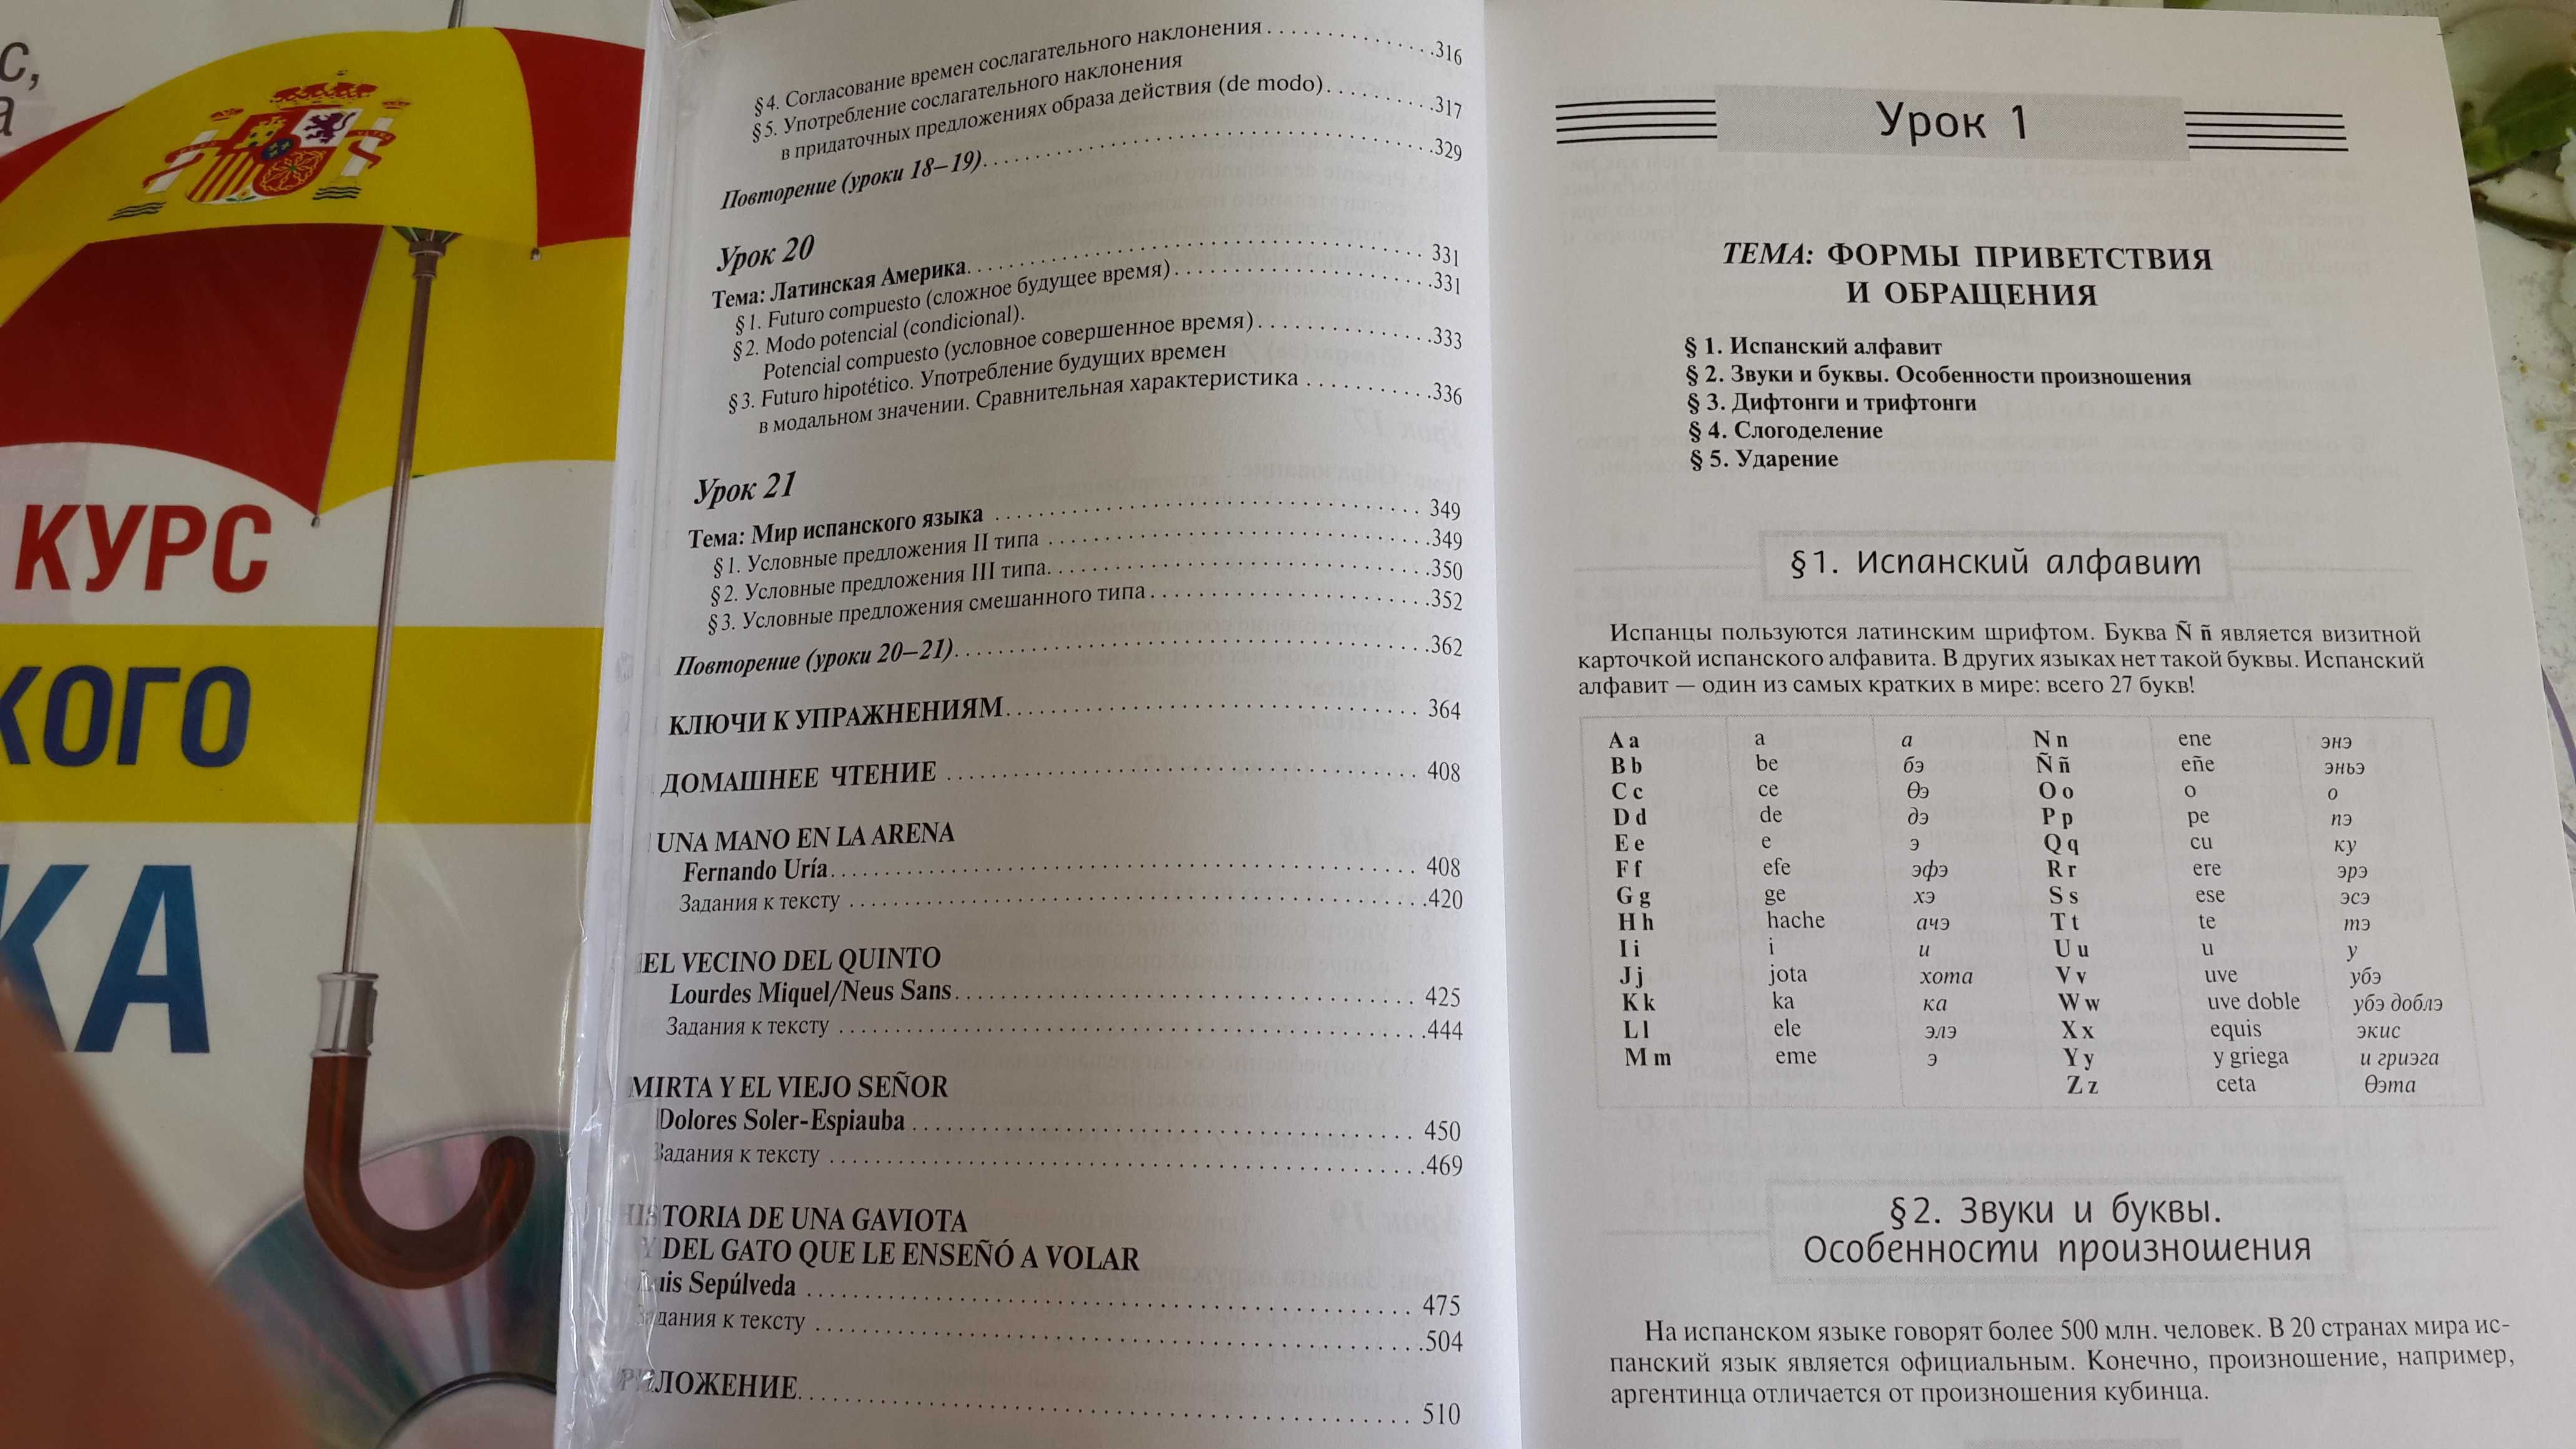 КУРС
§ 4. Согласование времен сослагательного наклонения . . . . . . . . . . . . . . . . 316
§ 5. Употребление сослагательного наклонения
в придаточных предложениях образа действия (de modo). . . . . . . . . . 317
Повторение (уроки 18–19). . . . . . . . . . . . . . . . . . . . . . . . . . . . . . 329
Урок 20
Тема: Латинская Америка. . . . . . . . . . . . . . . . . . . . . . . . . . . . . . 331
§ 1. Futuro compuesto (сложное будущее время) . . . . . . . . . . . . . . . . 331
§ 2. Modo potencial (condicional).
Potencial compuesto (условное совершенное время) . . . . . . . . . . . . 333
§ 3. Futuro hipotético. Употребление будущих времен
в модальном значении. Сравнительная характеристика . . . . . . . . . . 336
Урок 21
Тема: Мир испанского языка . . . . . . . . . . . . . . . . . . . . . . . . . . . 349
§ 1. Условные предложения II типа . . . . . . . . . . . . . . . . . . . . . . . 349
§ 2. Условные предложения III типа. . . . . . . . . . . . . . . . . . . . . . . 350
§ 3. Условные предложения смешанного типа . . . . . . . . . . . . . . . . . 352
Повторение (уроки 20–21). . . . . . . . . . . . . . . . . . . . . . . . . . . . . . 362
КЛЮЧИ К УПРАЖНЕНИЯМ. . . . . . . . . . . . . . . . . . . . . . . . . . . 364
ДОМАШНЕЕ ЧТЕНИЕ . . . . . . . . . . . . . . . . . . . . . . . . . . . . . . 408
UNA MANO EN LA ARENA
Fernando Uría. . . . . . . . . . . . . . . . . . . . . . . . . . . . . . . . . . . . 408
Задания к тексту . . . . . . . . . . . . . . . . . . . . . . . . . . . . . . . . . . 420
EL VECINO DEL QUINTO
Lourdes Miquel/Neus Sans. . . . . . . . . . . . . . . . . . . . . . . . . . . . . 425
Задания к тексту . . . . . . . . . . . . . . . . . . . . . . . . . . . . . . . . . . 444
MIRTA Y EL VIEJO SEÑOR
Dolores Soler-Espiauba . . . . . . . . . . . . . . . . . . . . . . . . . . . . . . . 450
Задания к тексту . . . . . . . . . . . . . . . . . . . . . . . . . . . . . . . . . . 469
HISTORIA DE UNA GAVIOTA
Y DEL GATO QUE LE ENSEÑÓ A VOLAR
Luis Sepúlveda . . . . . . . . . . . . . . . . . . . . . . . . . . . . . . . . . . . 475
Задания к тексту . . . . . . . . . . . . . . . . . . . . . . . . . . . . . . . . . . 504
ПРИЛОЖЕНИЕ. . . . . . . . . . . . . . . . . . . . . . . . . . . . . . . . . . . 510
Урок 1
ТЕМА: ФОРМЫ ПРИВЕТСТВИЯ
И ОБРАЩЕНИЯ
§ 1. Испанский алфавит
§ 2. Звуки и буквы. Особенности произношения
§ 3. Дифтонги и трифтонги
§ 4. Слогоделение
§ 5. Ударение
§1. Испанский алфавит
Испанцы пользуются латинским шрифтом. Буква Ñ ñ является визитной
карточкой испанского алфавита. В других языках нет такой буквы. Испанский
алфавит — один из самых кратких в мире: всего 27 букв!
A a a а N n ene энэ
B b be бэ Ñ ñ eñe эньэ
C c ce Θэ O o o о
D d de дэ P p pe пэ
E e e э Q q cu ку
F f efe эфэ R r ere эрэ
G g ge хэ S s ese эсэ
H h hache ачэ T t te тэ
I i i и U u u у
J j jota хота V v uve убэ
K k ka ка W w uve doble убэ доблэ
L l ele элэ X x equis экис
M m eme э Y y y griega и гриэга
Z z ceta Θэта
§2. Звуки и буквы.
Особенности произношения
На испанском языке говорят более 500 млн. человек. В 20 странах мира ис-
панский язык является официальным. Конечно, произношение, например,
аргентинца отличается от произношения кубинца.